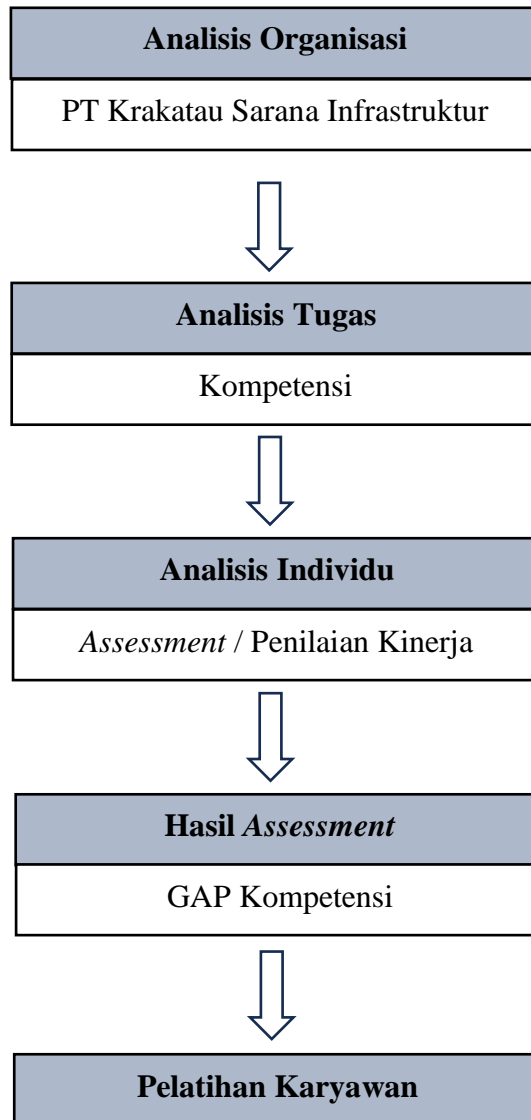 Analisis Organisasi
PT Krakatau Sarana Infrastruktur
Analisis Tugas
Kompetensi
Analisis Individu
Assessment / Penilaian Kinerja
Hasil Assessment
GAP Kompetensi
Pelatihan Karyawan